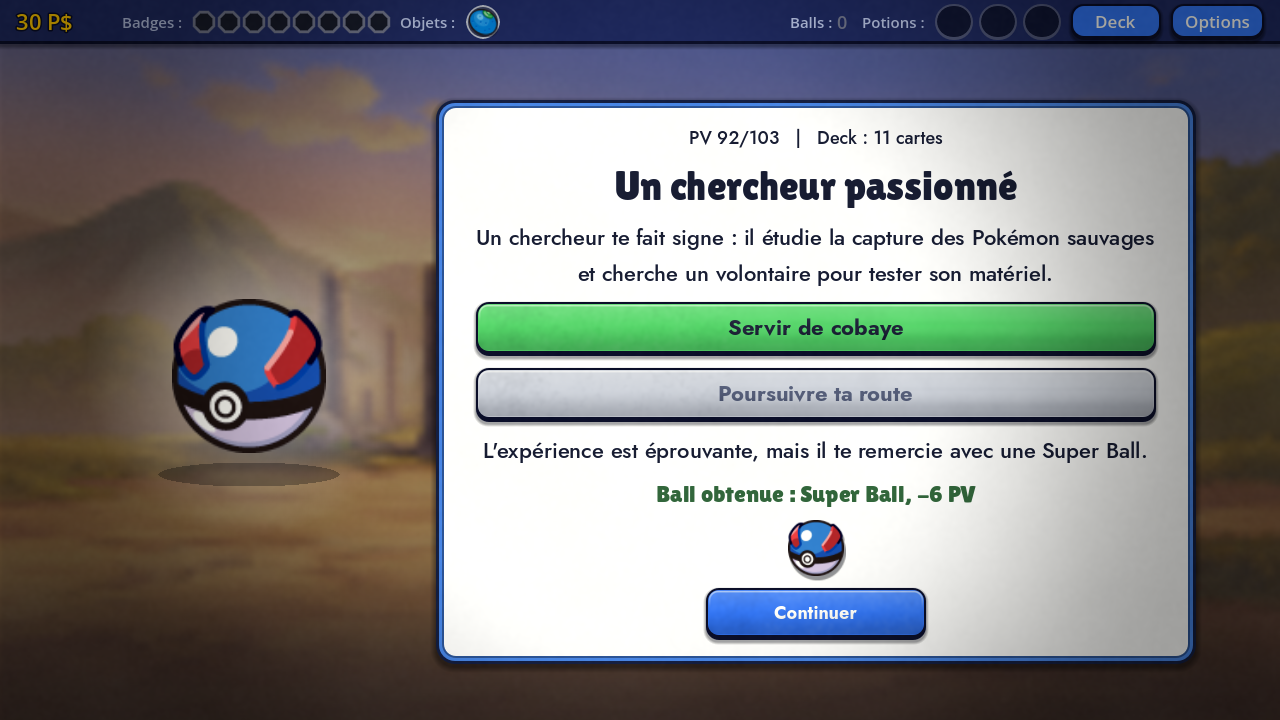 30 P$
Badges :
Objets :
Balls : 0
Potions :
Deck
Options
PV 92/103 | Deck : 11 cartes
Un chercheur passionné
Un chercheur te fait signe : il étudie la capture des Pokémon sauvages
et cherche un volontaire pour tester son matériel.
Servir de cobaye
Poursuivre ta route
L'expérience est éprouvante, mais il te remercie avec une Super Ball.
Ball obtenue : Super Ball, −6 PV
Continuer